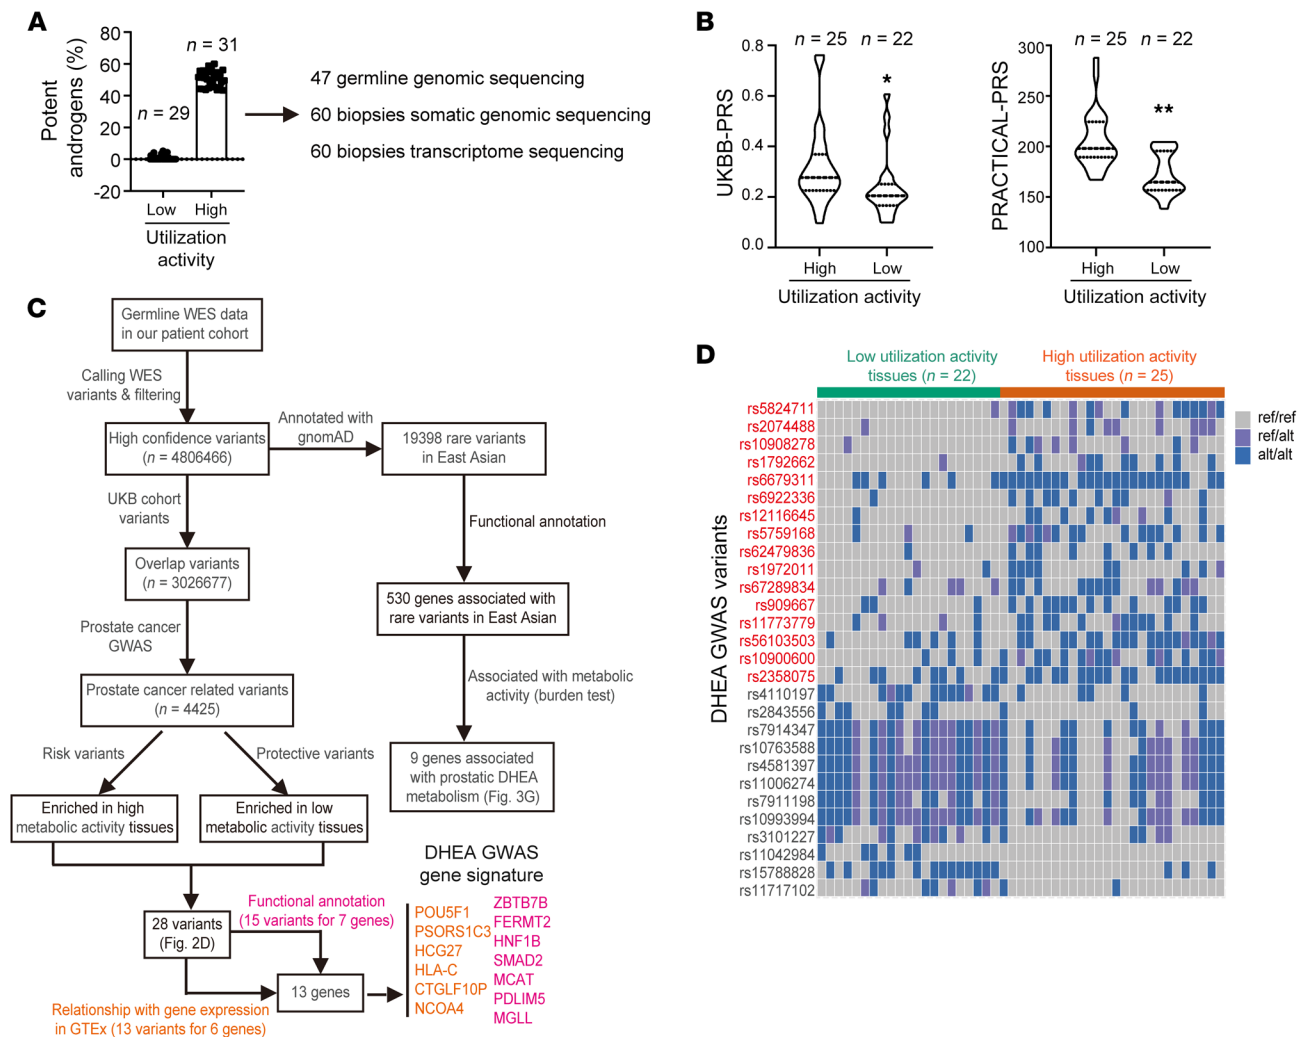 A
80
60
40
20
0
-20
Potent
androgens (%)
n = 31
n = 29
Low High
Utilization
activity
47 germline genomic sequencing
60 biopsies somatic genomic sequencing
60 biopsies transcriptome sequencing
B
0.8
0.6
0.4
0.2
0.0
UKBB-PRS
n = 25 n = 22
*
High Low
Utilization activity
300
250
200
150
100
PRACTICAL-PRS
n = 25 n = 22
**
High Low
Utilization activity
C
Germline WES data
in our patient cohort
Calling WES
variants & filtering
High confidence variants
(n = 4806466)
Annotated with
gnomAD
19398 rare variants
in East Asian
UKB cohort
variants
Functional annotation
Overlap variants
(n = 3026677)
530 genes associated with
rare variants in East Asian
Prostate cancer
GWAS
Associated with metabolic
activity (burden test)
Prostate cancer related variants
(n = 4425)
Risk variants
Protective variants
9 genes associated
with prostatic DHEA
metabolism (Fig. 3G)
Enriched in high
metabolic activity tissues
Enriched in low
metabolic activity tissues
28 variants
(Fig. 2D)
Functional annotation
(15 variants for 7 genes)
13 genes
Relationship with gene expression
in GTEx (13 variants for 6 genes)
DHEA GWAS
gene signature
POU5F1
PSORS1C3
HCG27
HLA-C
CTGLF10P
NCOA4
ZBTB7B
FERMT2
HNF1B
SMAD2
MCAT
PDLIM5
MGLL
D
Low utilization activity
tissues (n = 22)
High utilization activity
tissues (n = 25)
DHEA GWAS variants
rs5824711
rs2074488
rs10908278
rs1792662
rs6679311
rs6922336
rs12116645
rs5759168
rs62479836
rs1972011
rs67289834
rs909667
rs11773779
rs56103503
rs10900600
rs2358075
rs4110197
rs2843556
rs7914347
rs10763588
rs4581397
rs11006274
rs7911198
rs10993994
rs3101227
rs11042984
rs15788828
rs11717102
ref/ref
ref/alt
alt/alt